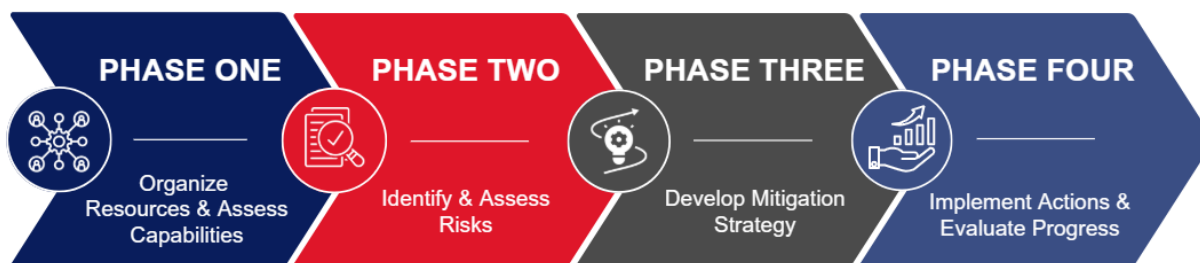 PHASE ONE
Organize
Resources & Assess
Capabilities
PHASE TWO
Identify & Assess
Risks
PHASE THREE
Develop Mitigation
Strategy
PHASE FOUR
Implement Actions &
Evaluate Progress